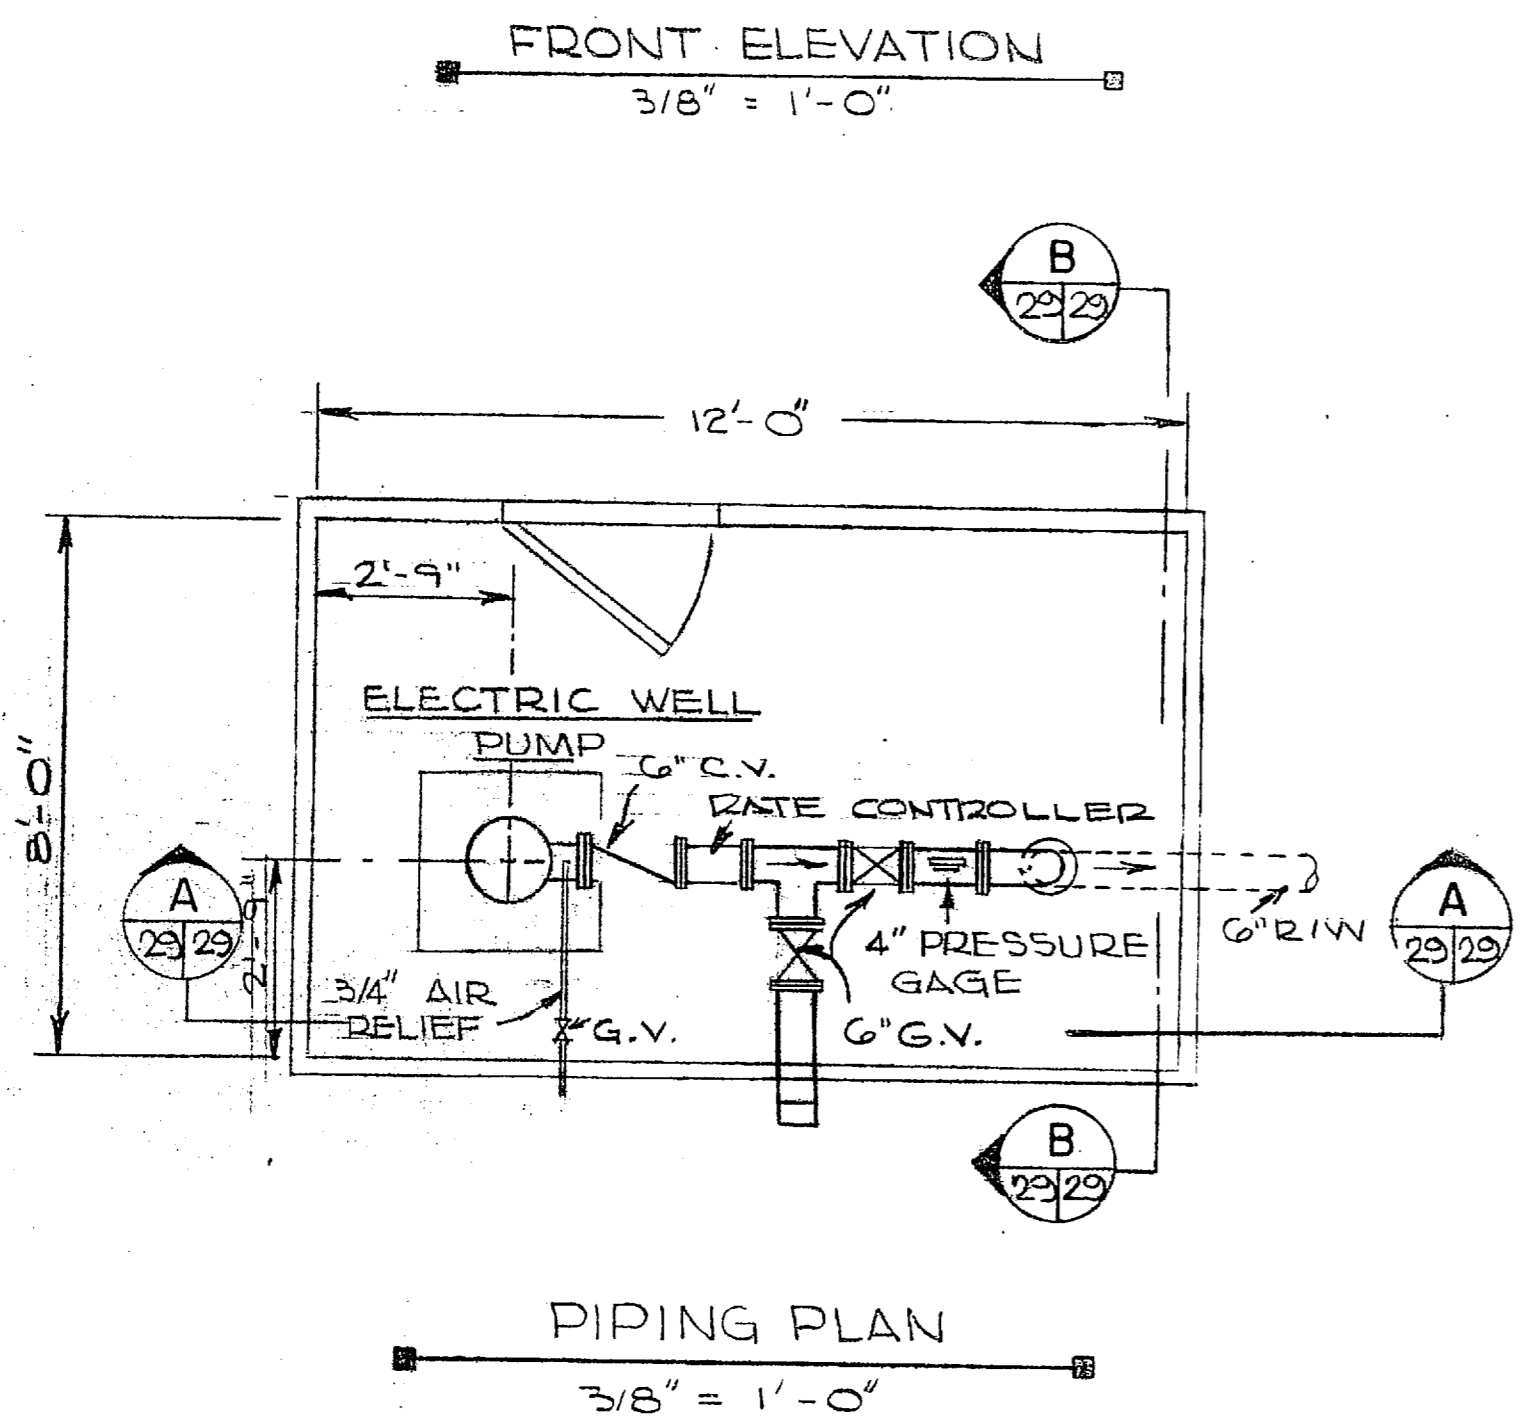 FRONT ELEVATION
3/8" = 1'-0"
B
29 29
12'-0"
2'-9"
ELECTRIC WELL
PUMP
6" C.V.
RATE CONTROLLER
8'-0"
A
29 29
2'-9"
6" R/W
A
29 29
4" PRESSURE
GAGE
3/4" AIR
RELIEF
G.V.
6" G.V.
B
29 29
PIPING PLAN
3/8" = 1'-0"